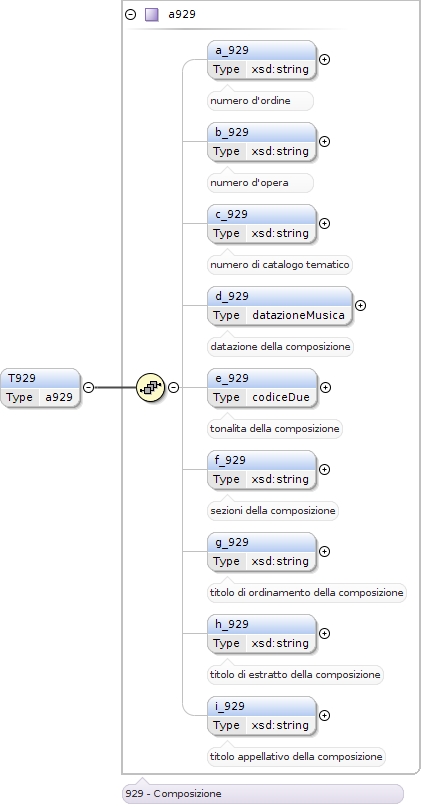 a929
a_929
Type xsd:string
numero d'ordine
b_929
Type xsd:string
numero d'opera
c_929
Type xsd:string
numero di catalogo tematico
d_929
Type datazioneMusica
datazione della composizione
T929
Type a929
e_929
Type codiceDue
tonalita della composizione
f_929
Type xsd:string
sezioni della composizione
g_929
Type xsd:string
titolo di ordinamento della composizione
h_929
Type xsd:string
titolo di estratto della composizione
i_929
Type xsd:string
titolo appellativo della composizione
929 - Composizione